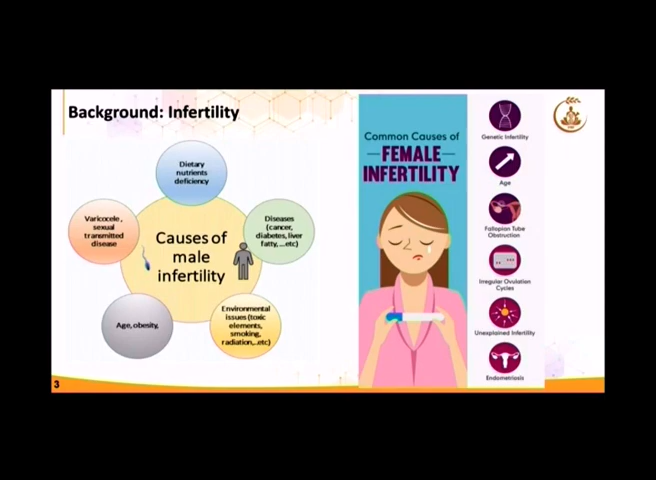 Background: Infertility
Dietary
nutrients
deficiency
Varicocele,
sexual
transmitted
disease
Causes of
male
infertility
Diseases
(cancer,
diabetes, liver
fatty,...etc)
Age, obesity,
Environmental
issues (toxic
elements,
smoking,
radiation,..etc)
Common Causes of
FEMALE
INFERTILITY
Genetic Infertility
Age
Fallopian Tube
Obstruction
Irregular Ovulation
Cycles
Unexplained Infertility
Endometriosis
3